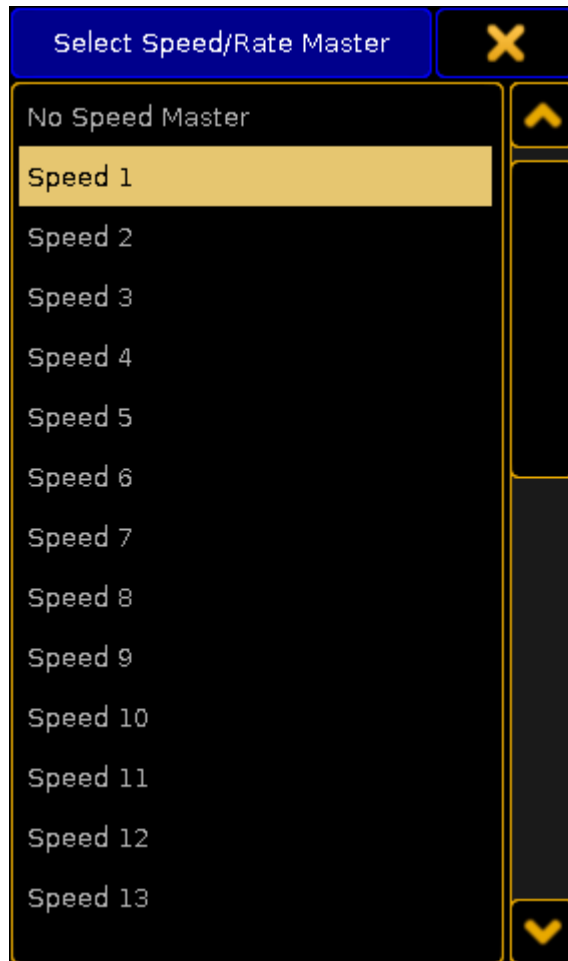 Select Speed/Rate Master
No Speed Master
Speed 1
Speed 2
Speed 3
Speed 4
Speed 5
Speed 6
Speed 7
Speed 8
Speed 9
Speed 10
Speed 11
Speed 12
Speed 13